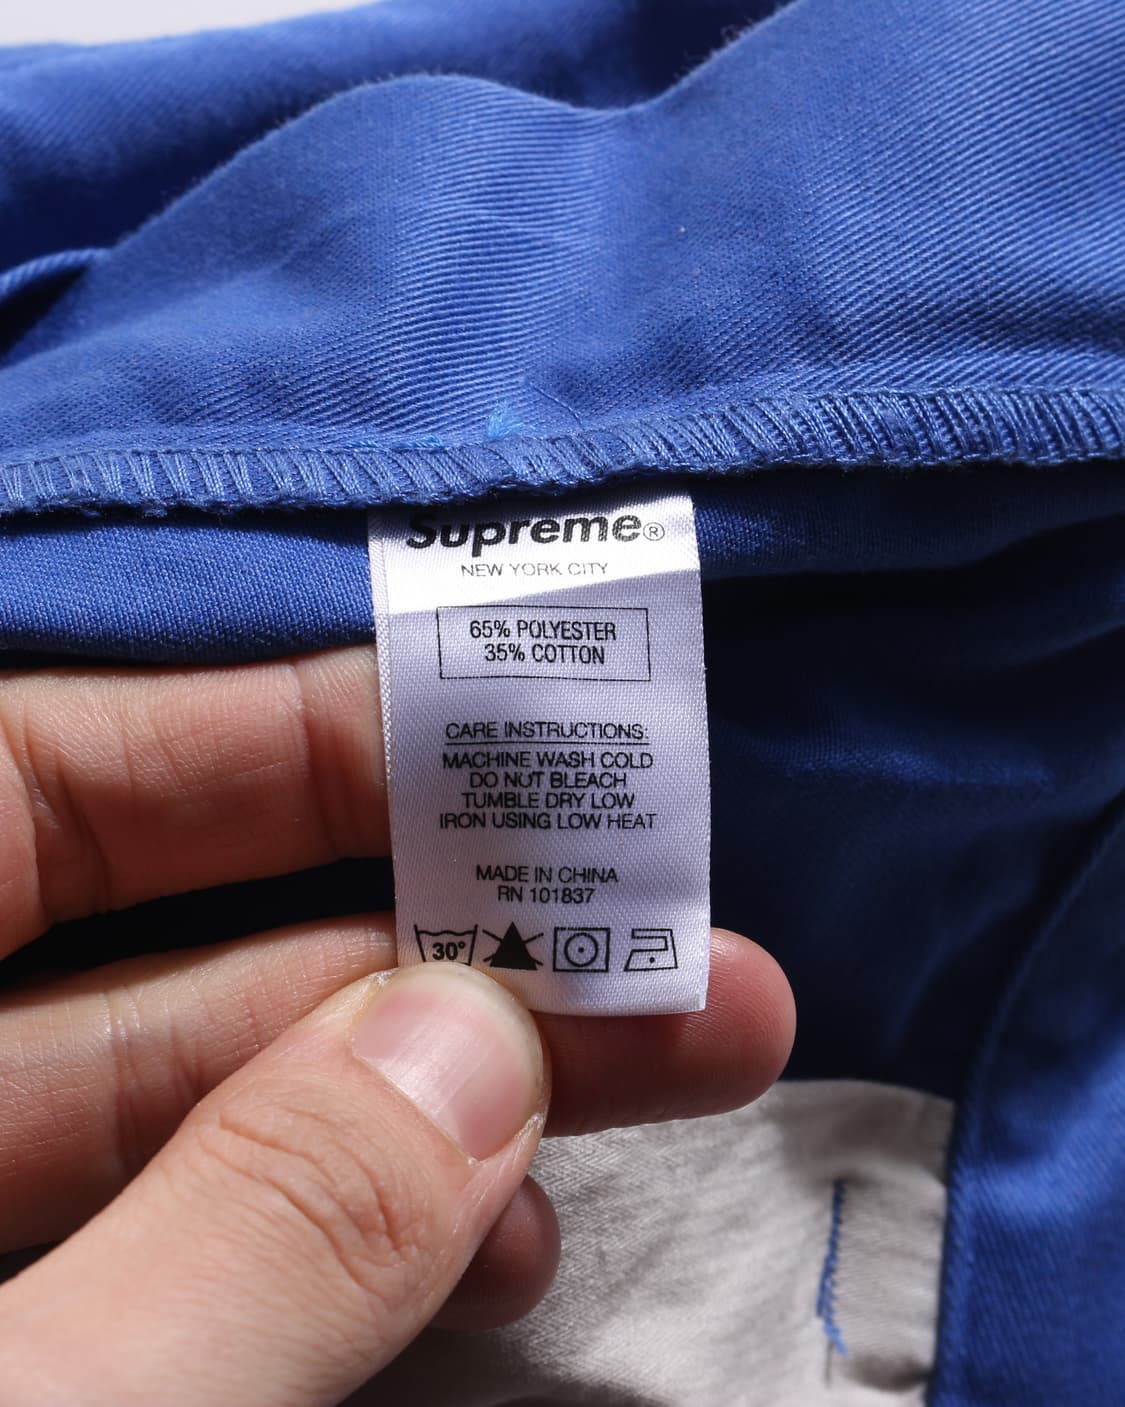 Supreme®
NEW YORK CITY
65% POLYESTER
35% COTTON
CARE INSTRUCTIONS:
MACHINE WASH COLD
DO NOT BLEACH
TUMBLE DRY LOW
IRON USING LOW HEAT
MADE IN CHINA
RN 101837
30°